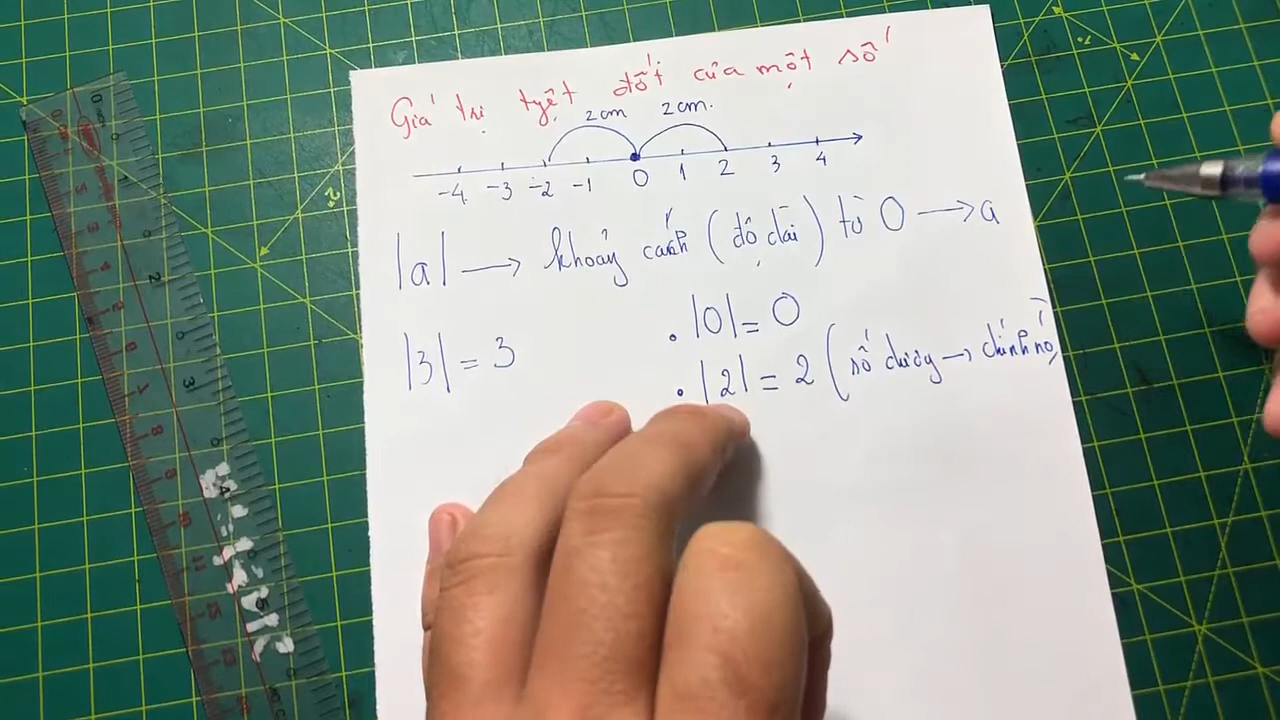 Giá trị tuyệt đối của một số
2cm 2cm.
-4 -3 -2 -1 0 1 2 3 4
|a| → khoảng cách (độ dài) từ 0 → a
. |0| = 0
|3| = 3
. |2| = 2 (số dương → chính nó